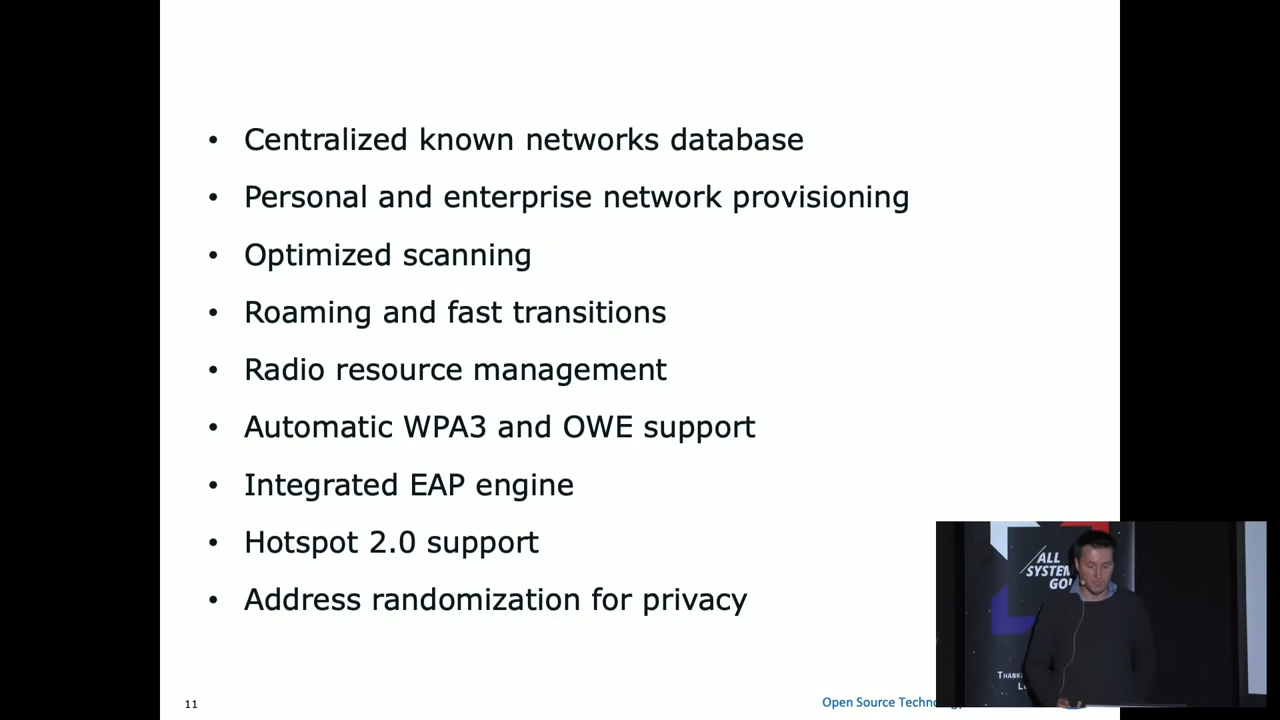 • Centralized known networks database
• Personal and enterprise network provisioning
• Optimized scanning
• Roaming and fast transitions
• Radio resource management
• Automatic WPA3 and OWE support
• Integrated EAP engine
• Hotspot 2.0 support
• Address randomization for privacy
11
Open Source
ALL